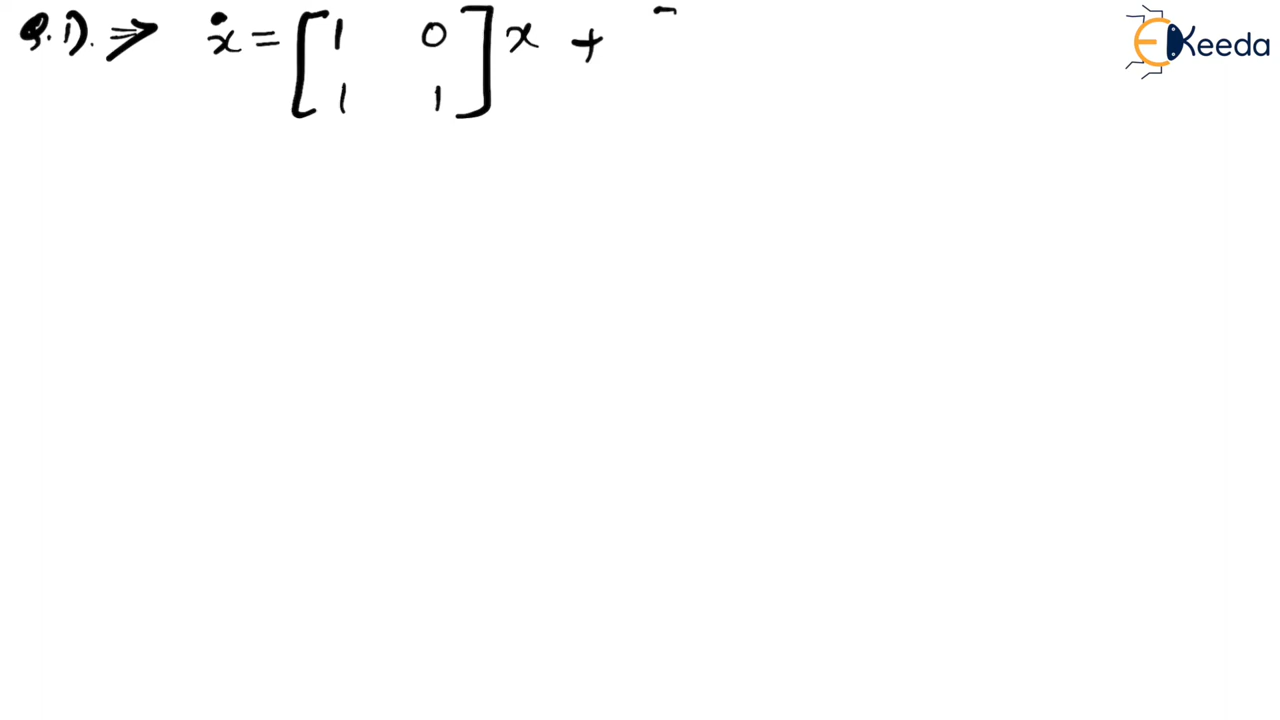 Q.1). ⇒ ẋ = [ 1 0 ] x +
1 1
EKeeda